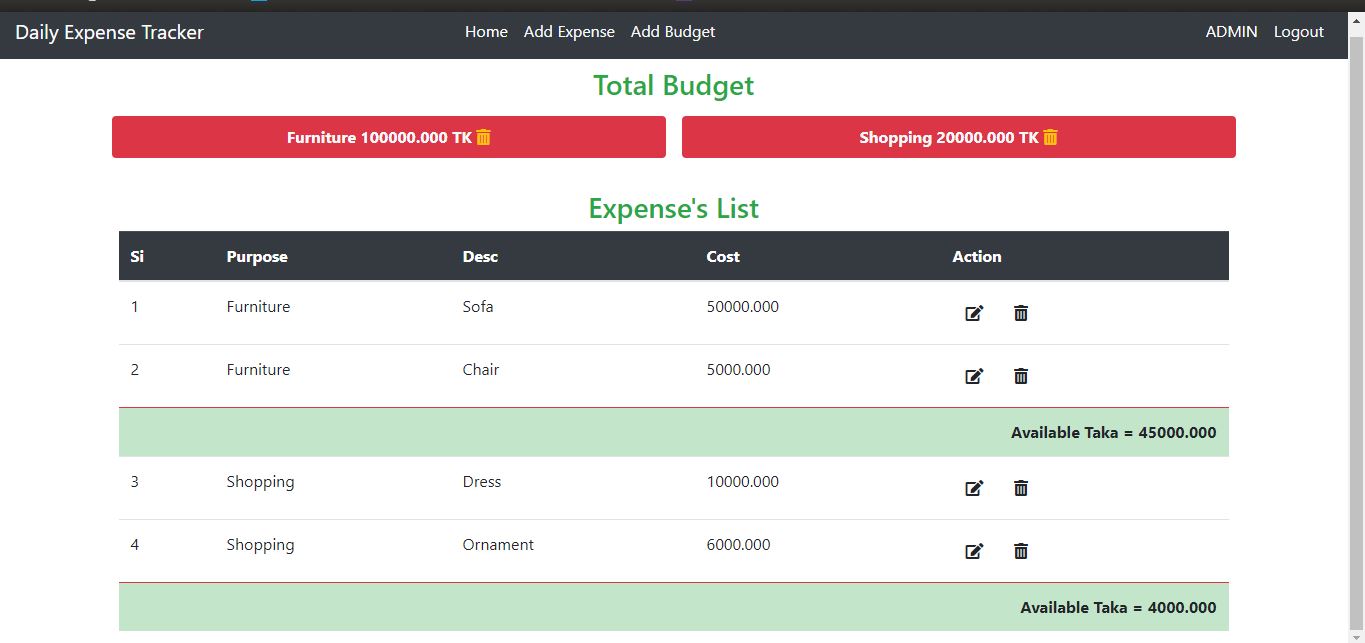 Daily Expense Tracker Home Add Expense Add Budget ADMIN Logout
Total Budget
Furniture 100000.000 TK Shopping 20000.000 TK
Expense's List
Si Purpose Desc Cost Action
1 Furniture Sofa 50000.000
2 Furniture Chair 5000.000
Available Taka = 45000.000
3 Shopping Dress 10000.000
4 Shopping Ornament 6000.000
Available Taka = 4000.000